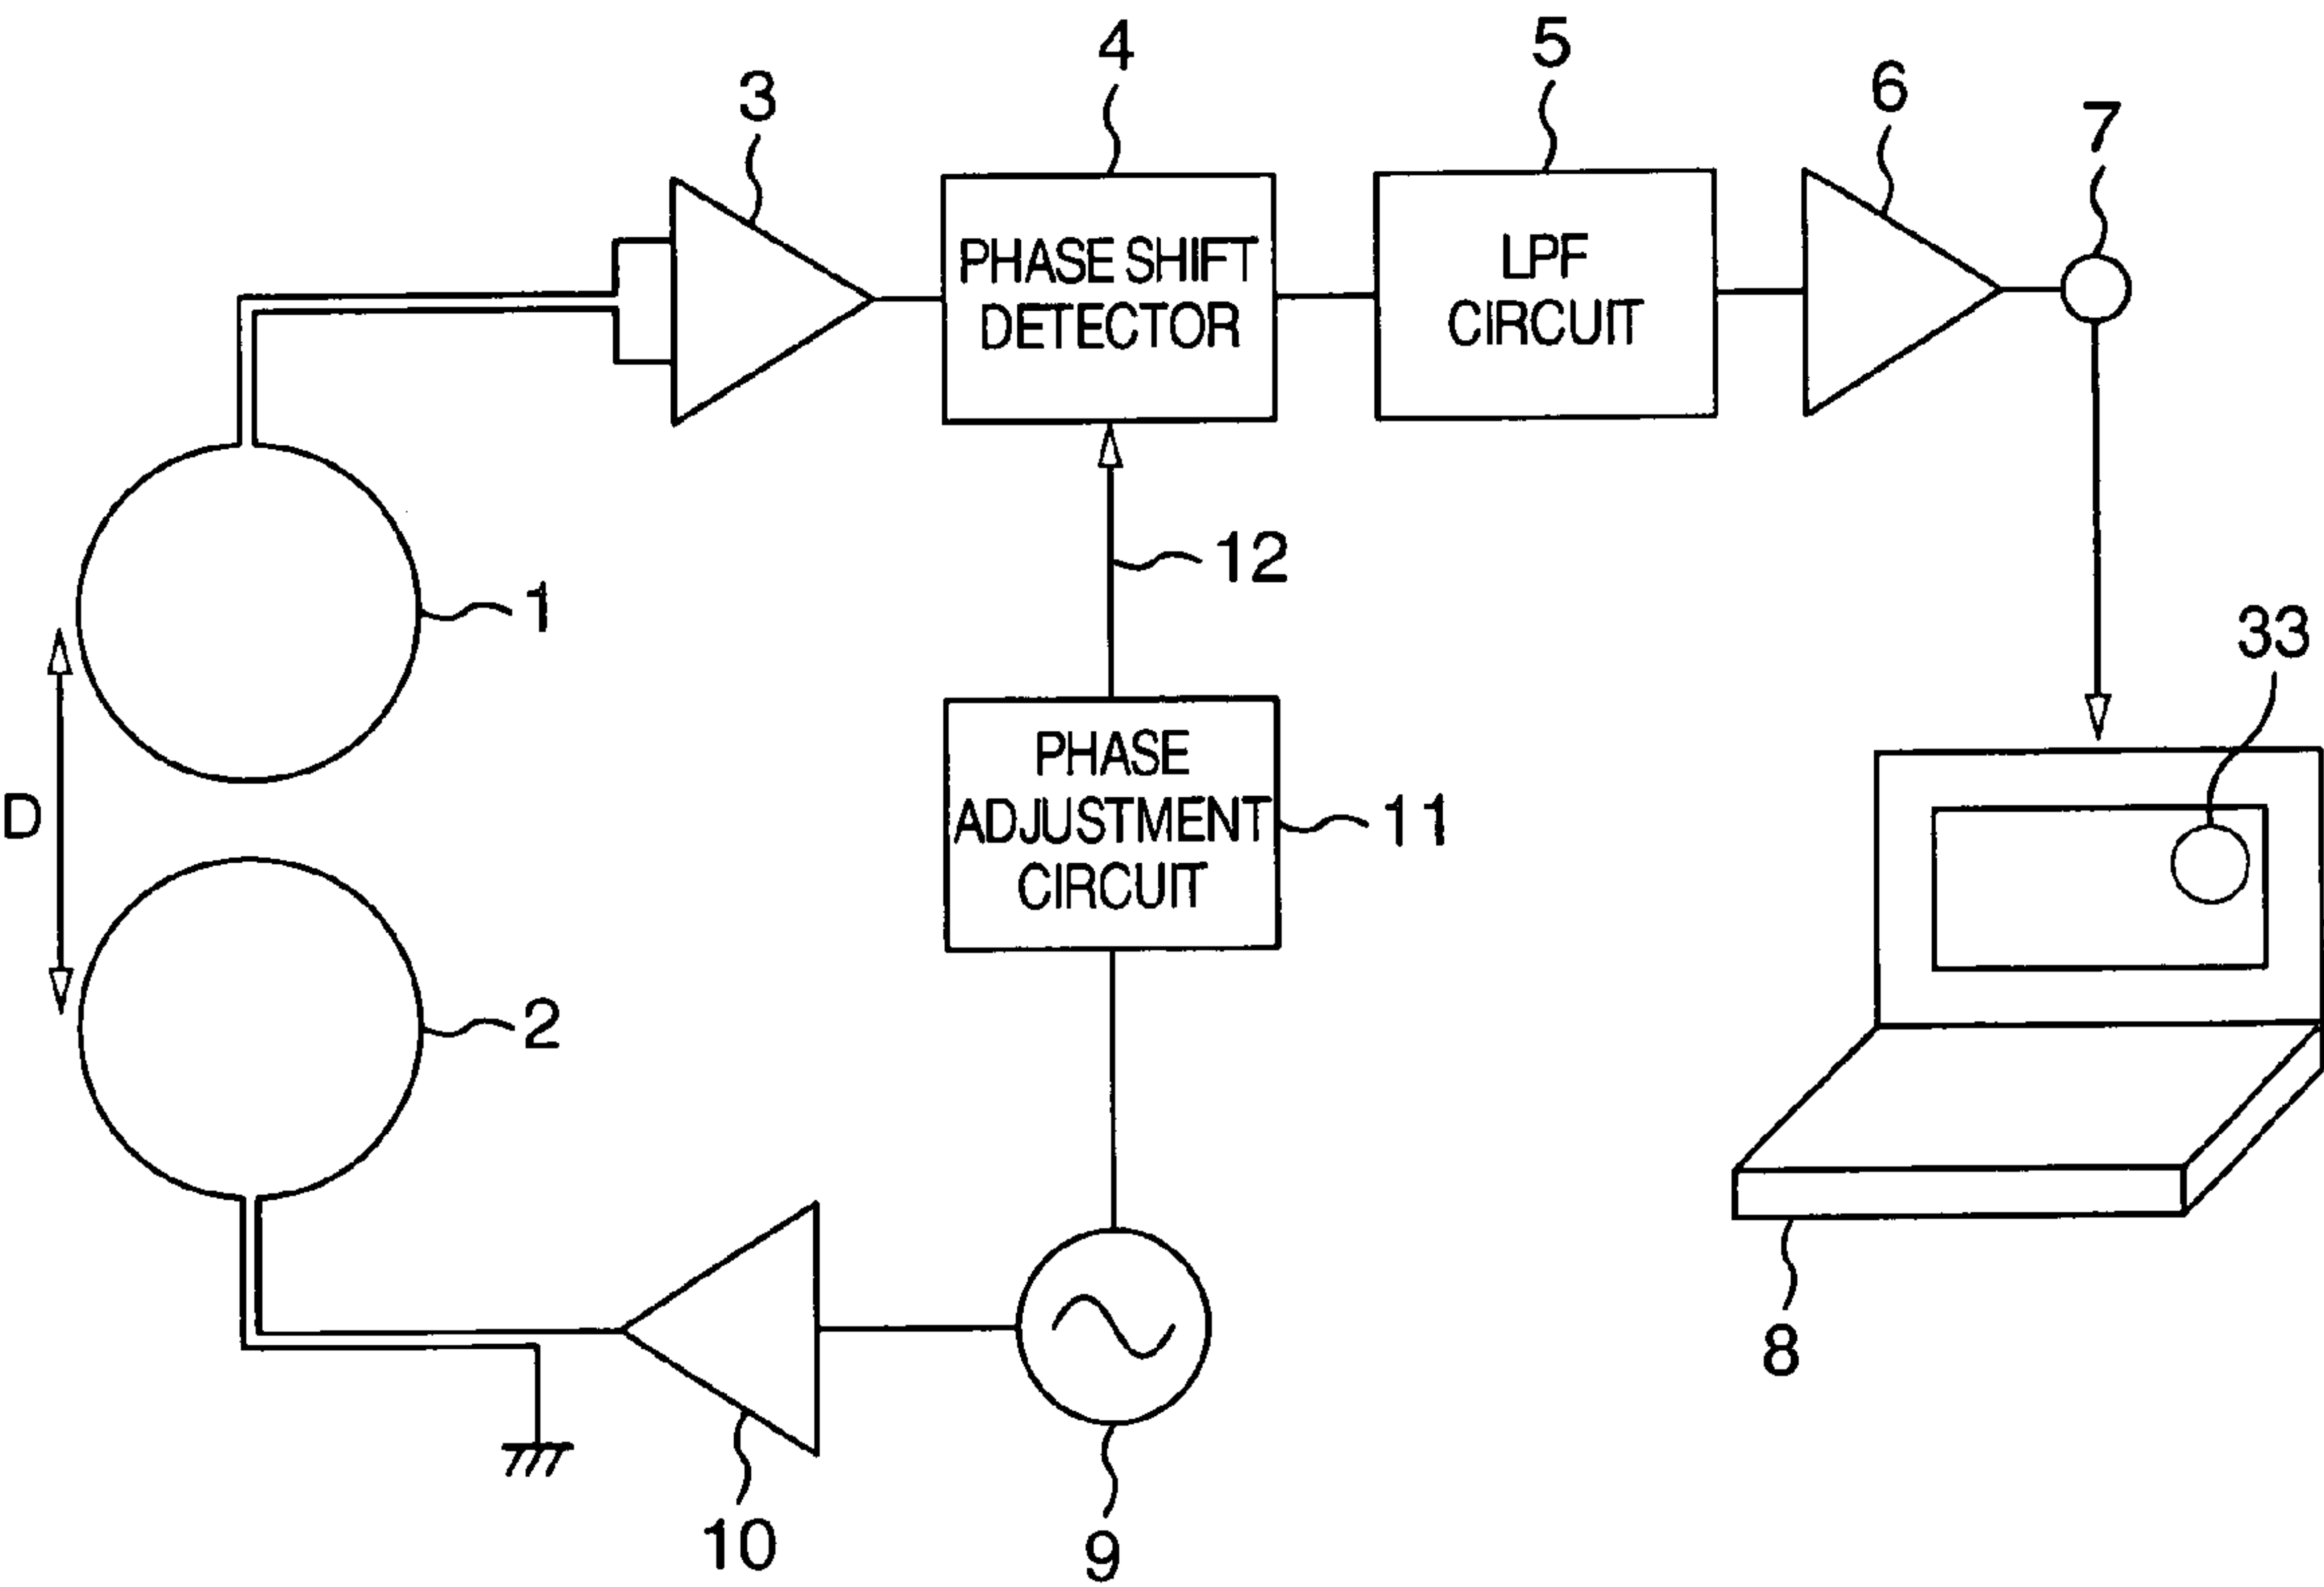 4
5
6
3
7
PHASE SHIFT
DETECTOR
LPF
CIRCUIT
12
1
33
D
PHASE
ADJUSTMENT
CIRCUIT
11
2
8
10
9